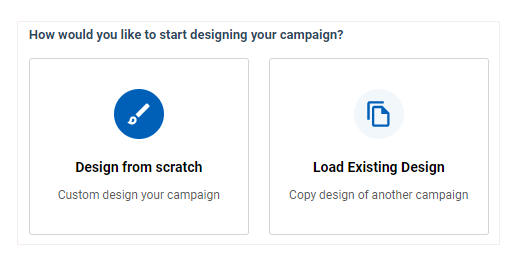 How would you like to start designing your campaign?
Design from scratch
Custom design your campaign
Load Existing Design
Copy design of another campaign